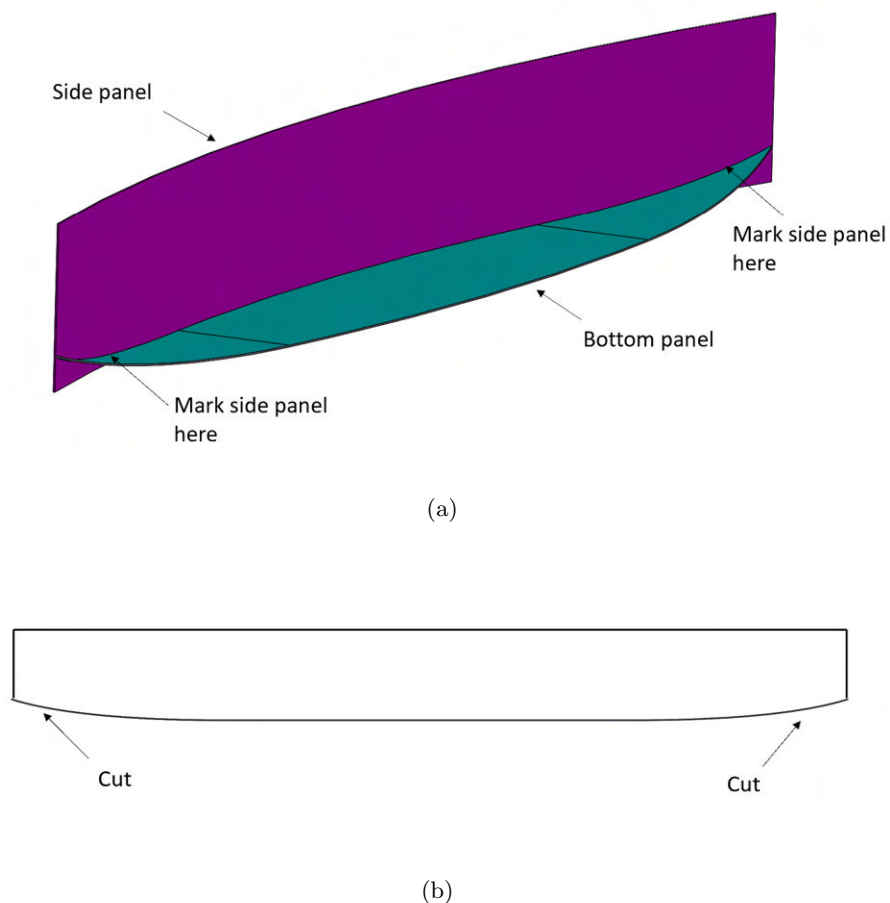 Side panel
Mark side panel
here
Bottom panel
Mark side panel
here
(a)
Cut
Cut
(b)